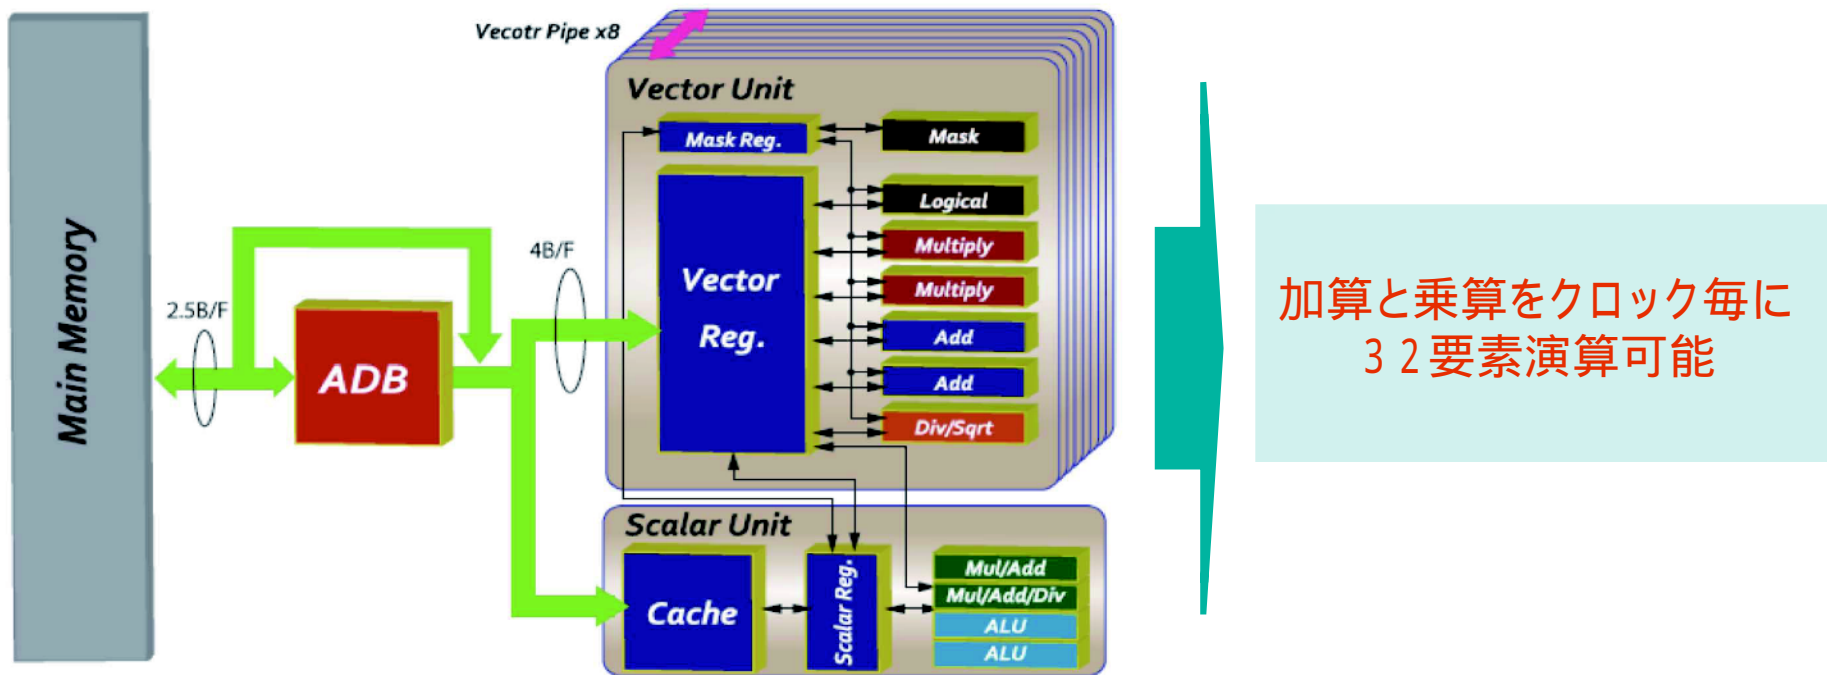 Main Memory
2.5B/F
ADB
4B/F
Vecotr Pipe x8
Vector Unit
Mask Reg.
Mask
Vector
Reg.
Logical
Multiply
Multiply
Add
Add
Div/Sqrt
Scalar Unit
Cache
Scalar Reg.
Mul/Add
Mul/Add/Div
ALU
ALU
加算と乗算をクロック毎に
３２要素演算可能